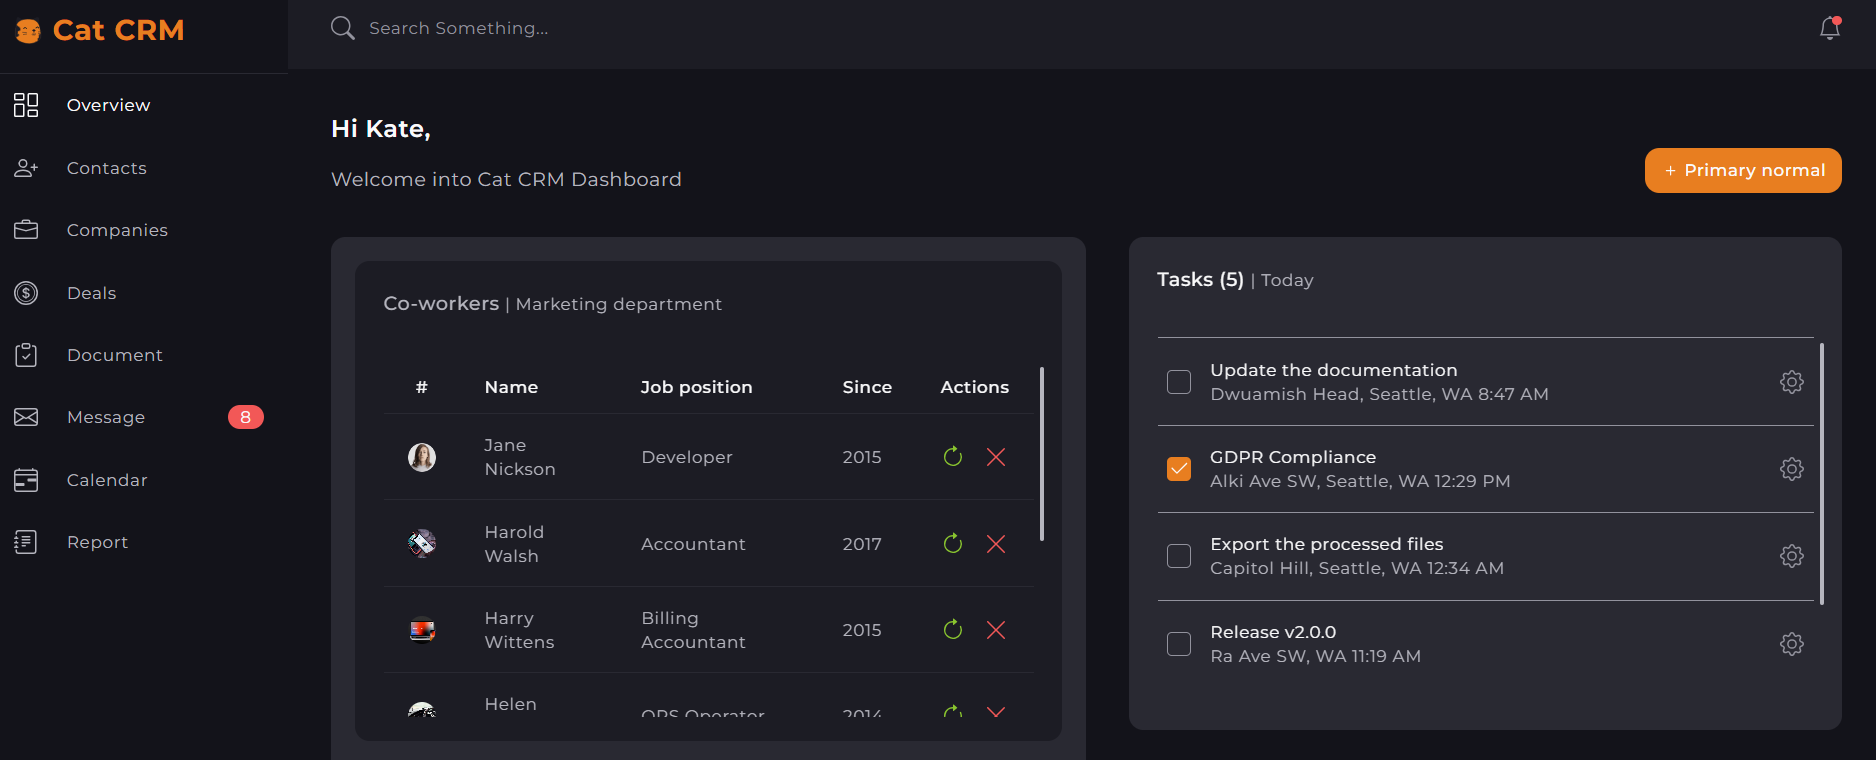 Cat CRM
Search Something...
Overview
Contacts
Companies
Deals
Document
Message 8
Calendar
Report
Hi Kate,
Welcome into Cat CRM Dashboard
+ Primary normal
Co-workers | Marketing department
# Name Job position Since Actions
Jane
Nickson
Developer 2015
Harold
Walsh
Accountant 2017
Harry
Wittens
Billing
Accountant
2015
Helen
OPS Operator 2014
Tasks (5) | Today
Update the documentation
Dwuamish Head, Seattle, WA 8:47 AM
GDPR Compliance
Alki Ave SW, Seattle, WA 12:29 PM
Export the processed files
Capitol Hill, Seattle, WA 12:34 AM
Release v2.0.0
Ra Ave SW, WA 11:19 AM